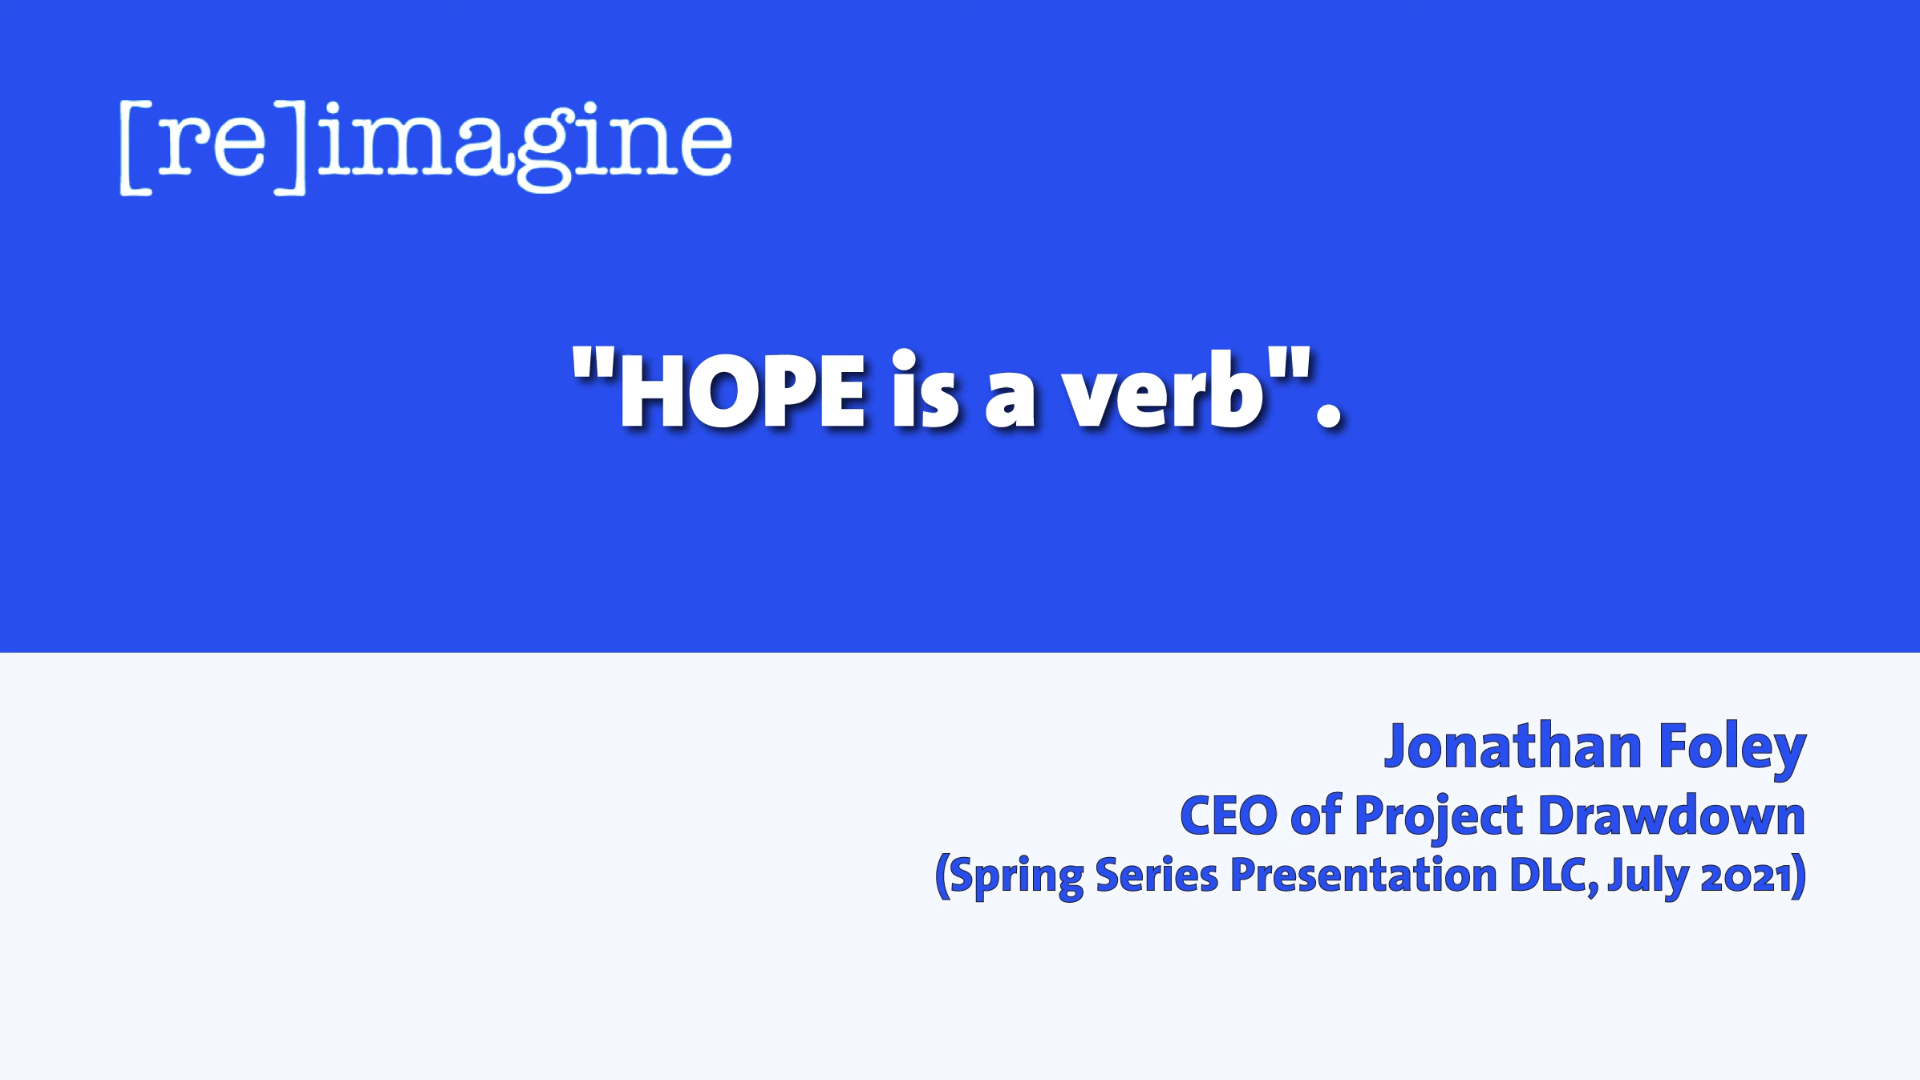 [re]imagine
"HOPE is a verb".
Jonathan Foley
CEO of Project Drawdown
(Spring Series Presentation DLC, July 2021)